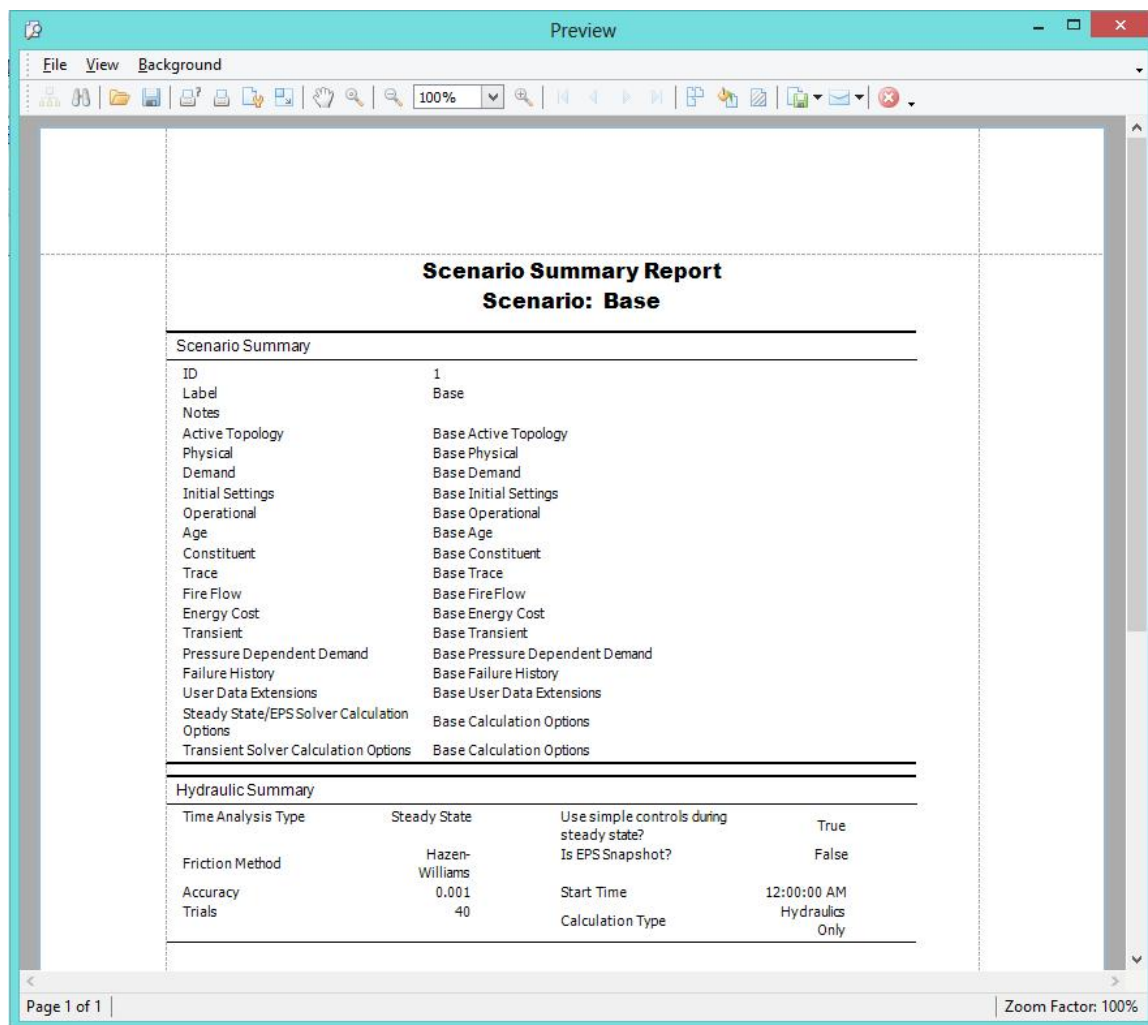 Preview
File View Background
100%
Scenario Summary Report
Scenario: Base
Scenario Summary
ID 1
Label Base
Notes
Active Topology Base Active Topology
Physical Base Physical
Demand Base Demand
Initial Settings Base Initial Settings
Operational Base Operational
Age Base Age
Constituent Base Constituent
Trace Base Trace
Fire Flow Base Fire Flow
Energy Cost Base Energy Cost
Transient Base Transient
Pressure Dependent Demand Base Pressure Dependent Demand
Failure History Base Failure History
User Data Extensions Base User Data Extensions
Steady State/EPS Solver Calculation
Options Base Calculation Options
Transient Solver Calculation Options Base Calculation Options
Hydraulic Summary
Time Analysis Type Steady State Use simple controls during
steady state? True
Friction Method Hazen-
Williams Is EPS Snapshot? False
Accuracy 0.001 Start Time 12:00:00 AM
Trials 40 Calculation Type Hydraulics
Only
Page 1 of 1 Zoom Factor: 100%